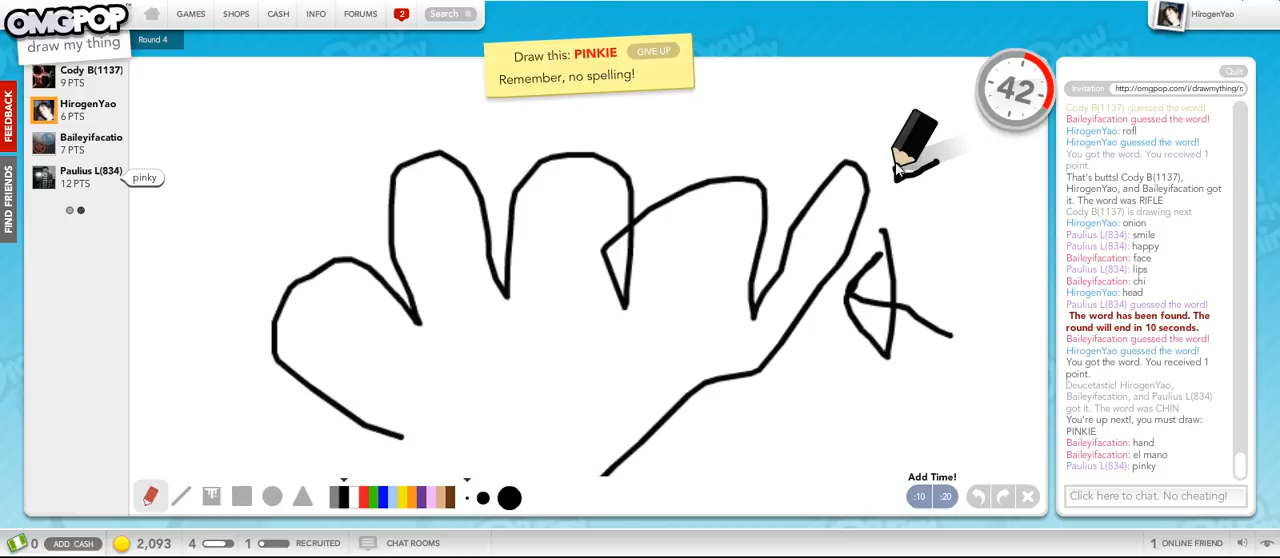 OMGPOP
GAMES SHOPS CASH INFO FORUMS 2 Search
HirogenYao
draw my thing
Round 4
Draw this: PINKIE GIVE UP
Remember, no spelling!
FEEDBACK
FIND FRIENDS
Cody B(1137)
9 PTS
HirogenYao
6 PTS
Baileyifacatio
7 PTS
Paulius L(834)
12 PTS
pinky
42
Quit
Invitation http://omgpop.com/i/drawmything/r
Cody B(1137) guessed the word!
Baileyifacation guessed the word!
HirogenYao: rofl
HirogenYao guessed the word!
You got the word. You received 1
point.
That's butts! Cody B(1137),
HirogenYao, and Baileyifacation got
it. The word was RIFLE
Cody B(1137) is drawing next
HirogenYao: onion
Paulius L(834): smile
Paulius L(834): happy
Baileyifacation: face
Paulius L(834): lips
Baileyifacation: chi
HirogenYao: head
Paulius L(834) guessed the word!
The word has been found. The
round will end in 10 seconds.
Baileyifacation guessed the word!
HirogenYao guessed the word!
You got the word. You received 1
point.
Deucetastic! HirogenYao,
Baileyifacation, and Paulius L(834)
got it. The word was CHIN
You're up next!, you must draw:
PINKIE
Baileyifacation: hand
Baileyifacation: el mano
Paulius L(834): pinky
Click here to chat. No cheating!
Add Time!
:10 :20
0 ADD CASH 2,093 4 1 RECRUITED CHAT ROOMS 1 ONLINE FRIEND